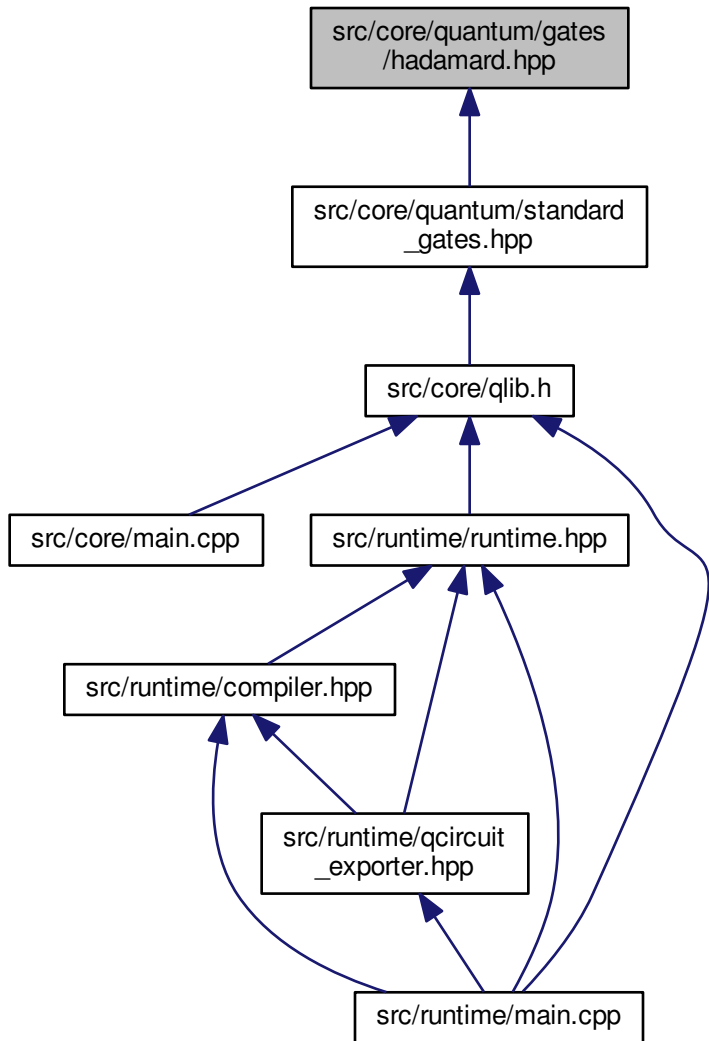 src/core/quantum/gates
/hadamard.hpp
src/core/quantum/standard
_gates.hpp
src/core/qlib.h
src/core/main.cpp
src/runtime/runtime.hpp
src/runtime/compiler.hpp
src/runtime/qcircuit
_exporter.hpp
src/runtime/main.cpp